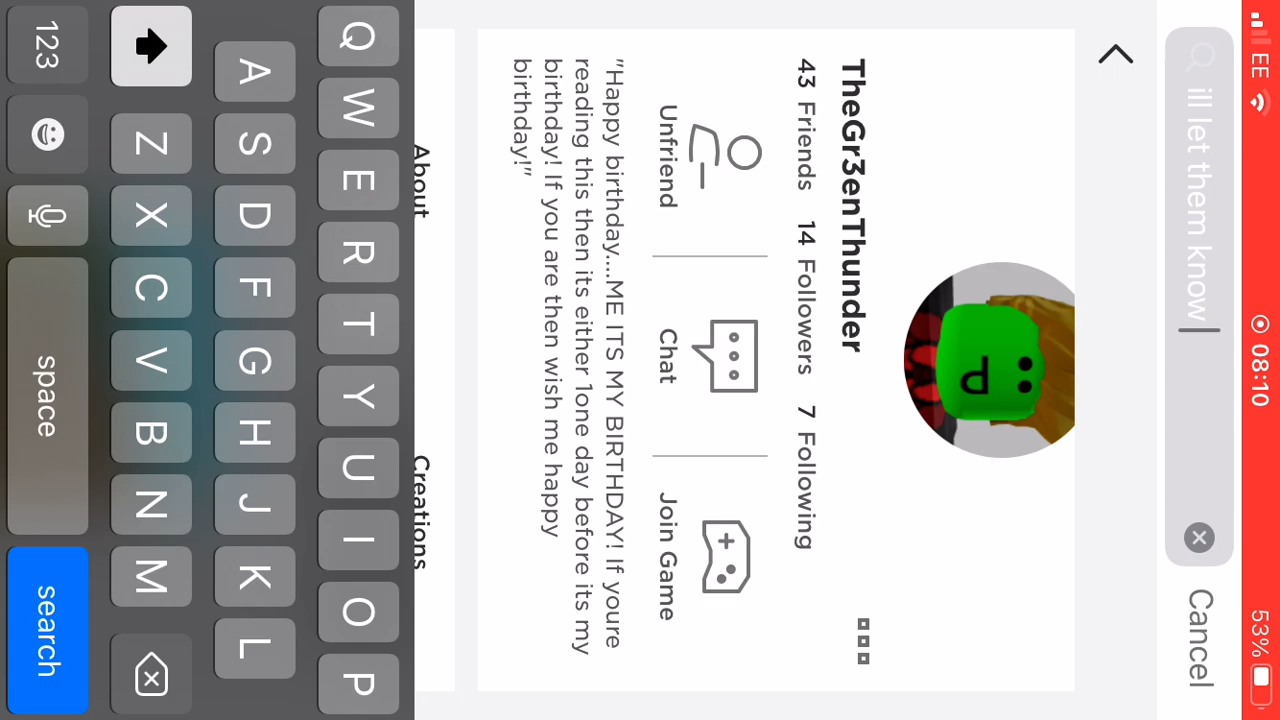 EE 08:10 53%
ill let them know Cancel
TheGr3enThunder
43 Friends 14 Followers 7 Following
Unfriend Chat Join Game
"Happy birthday....ME ITS MY BIRTHDAY! If youre
reading this then its either 1one day before its my
birthday! If you are then wish me happy
birthday!"
About Creations
Q W E R T Y U I O P
A S D F G H J K L
Z X C V B N M
123 space search